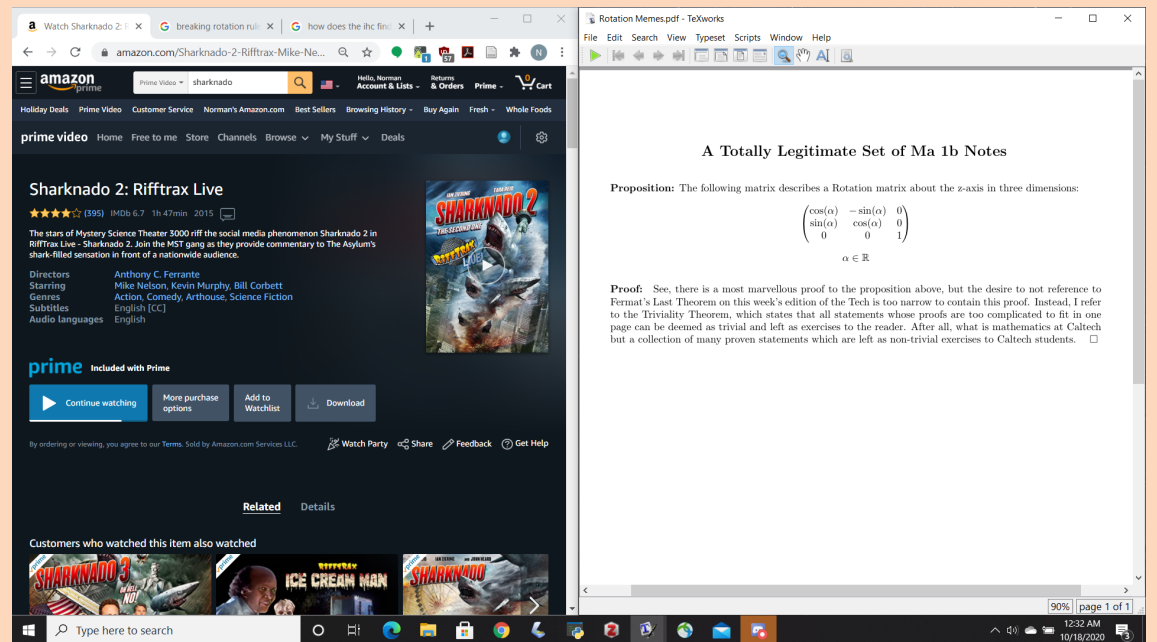 Watch Sharknado 2: R
breaking rotation rule
how does the ihc find
amazon.com/Sharknado-2-Rifftrax-Mike-Ne...
1
57
N
amazon
prime
Prime Video
sharknado
Hello, Norman
Account & Lists
Returns
& Orders
Prime
0
Cart
Holiday Deals Prime Video Customer Service Norman's Amazon.com Best Sellers Browsing History Buy Again Fresh Whole Foods
prime video Home Free to me Store Channels Browse My Stuff Deals
Sharknado 2: Rifftrax Live
(395) IMDb 6.7 1h 47min 2015
The stars of Mystery Science Theater 3000 riff the social media phenomenon Sharknado 2 in
RiffTrax Live - Sharknado 2. Join the MST gang as they provide commentary to The Asylum's
shark-filled sensation in front of a nationwide audience.
Directors Anthony C. Ferrante
Starring Mike Nelson, Kevin Murphy, Bill Corbett
Genres Action, Comedy, Arthouse, Science Fiction
Subtitles English [CC]
Audio languages English
IAN ZIERING TARA REID
SHARKNADO 2
THE SECOND ONE
RIFFTRAX
LIVE!
prime Included with Prime
Continue watching
More purchase
options
Add to
Watchlist
Download
By ordering or viewing, you agree to our Terms. Sold by Amazon.com Services LLC.
Watch Party Share Feedback Get Help
Related Details
Customers who watched this item also watched
prime
SHARKNADO 3
OH HELL
NO!
prime
RIFFTRAX
ICE CREAM MAN
prime
SHARKNADO
Type here to search
Rotation Memes.pdf - TeXworks
File Edit Search View Typeset Scripts Window Help
A Totally Legitimate Set of Ma 1b Notes
Proposition: The following matrix describes a Rotation matrix about the z-axis in three dimensions:
cos(α) − sin(α) 0
sin(α) cos(α) 0
0 0 1
α ∈ ℝ
Proof: See, there is a most marvellous proof to the proposition above, but the desire to not reference to
Fermat's Last Theorem on this week's edition of the Tech is too narrow to contain this proof. Instead, I refer
to the Triviality Theorem, which states that all statements whose proofs are too complicated to fit in one
page can be deemed as trivial and left as exercises to the reader. After all, what is mathematics at Caltech
but a collection of many proven statements which are left as non-trivial exercises to Caltech students. □
90% page 1 of 1
12:32 AM
10/18/2020